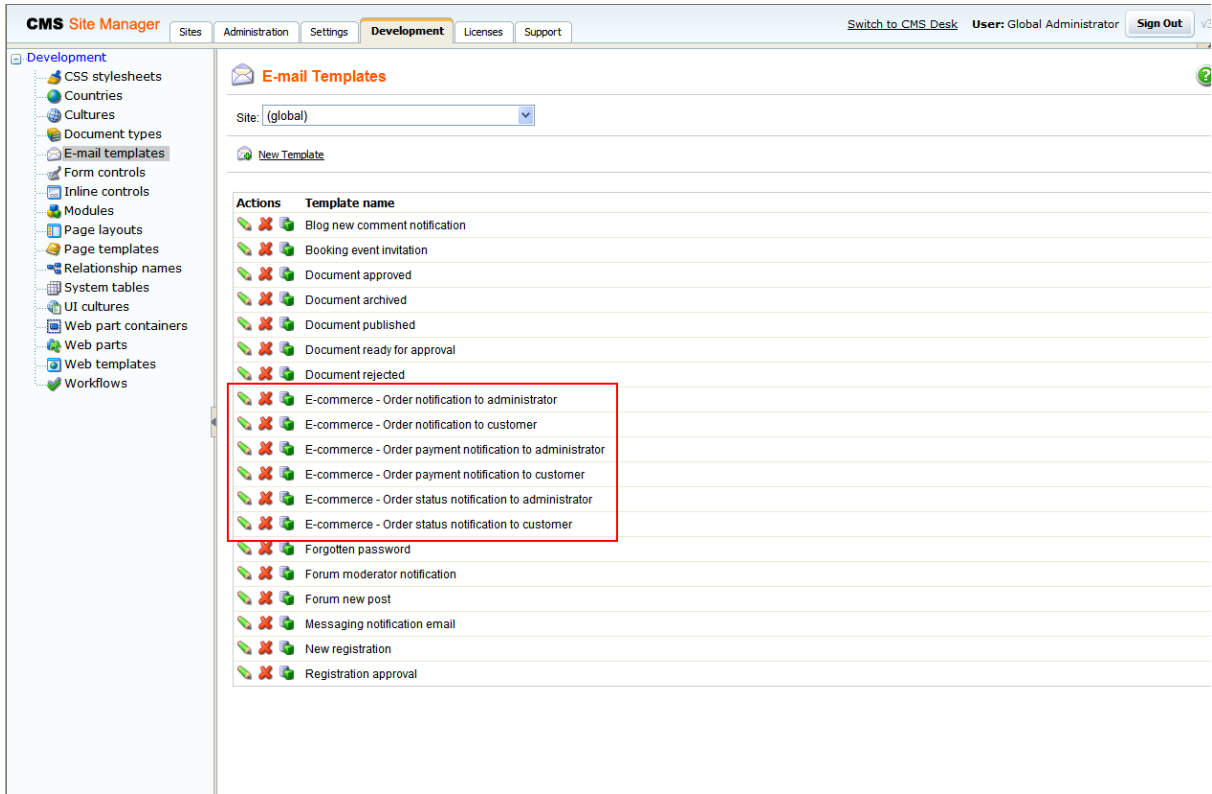 CMS Site Manager Sites Administration Settings Development Licenses Support Switch to CMS Desk User: Global Administrator Sign Out v3
Development
CSS stylesheets
Countries
Cultures
Document types
E-mail templates
Form controls
Inline controls
Modules
Page layouts
Page templates
Relationship names
System tables
UI cultures
Web part containers
Web parts
Web templates
Workflows
E-mail Templates
Site: (global)
New Template
Actions Template name
Blog new comment notification
Booking event invitation
Document approved
Document archived
Document published
Document ready for approval
Document rejected
E-commerce - Order notification to administrator
E-commerce - Order notification to customer
E-commerce - Order payment notification to administrator
E-commerce - Order payment notification to customer
E-commerce - Order status notification to administrator
E-commerce - Order status notification to customer
Forgotten password
Forum moderator notification
Forum new post
Messaging notification email
New registration
Registration approval